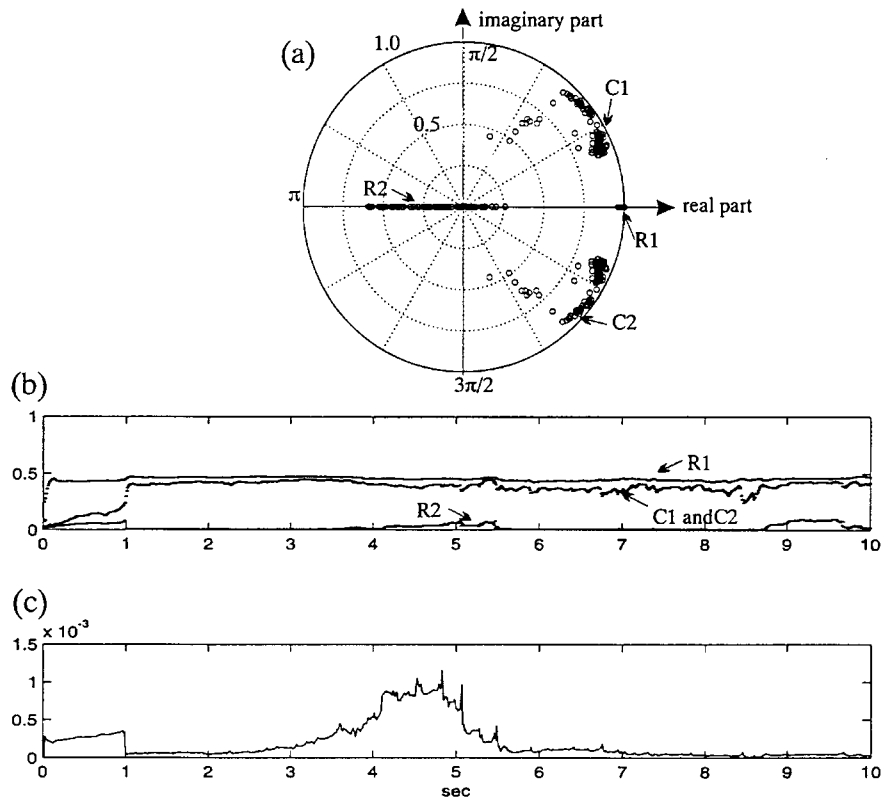 (a)
imaginary part
1.0
π/2
C1
0.5
R2
π
real part
R1
C2
3π/2
(b)
1
0.5
0
R1
R2
C1 andC2
0 1 2 3 4 5 6 7 8 9 10
sec
(c)
x 10⁻³
1.5
1
0.5
0
0 1 2 3 4 5 6 7 8 9 10
sec